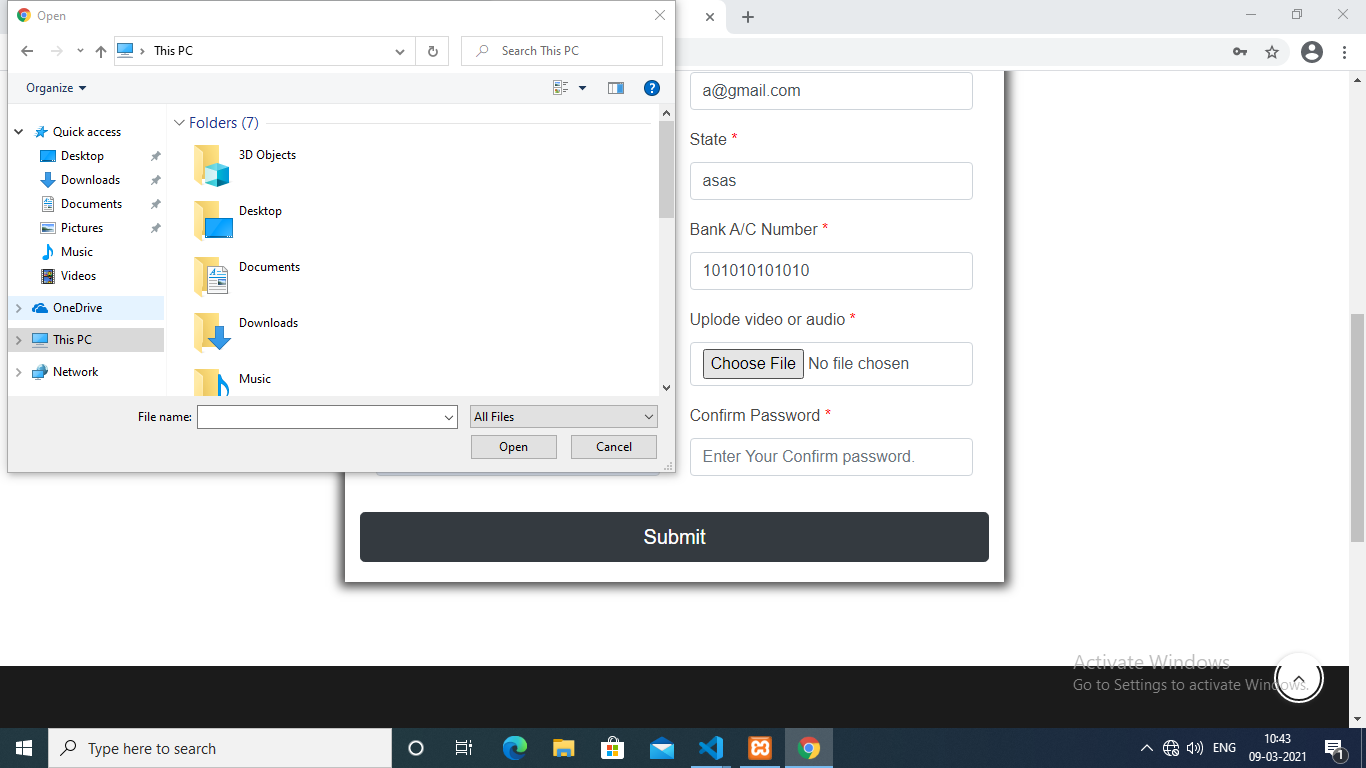 Open
This PC
Search This PC
Organize
Quick access
Desktop
Downloads
Documents
Pictures
Music
Videos
OneDrive
This PC
Network
Folders (7)
3D Objects
Desktop
Documents
Downloads
Music
File name:
All Files
Open
Cancel
a@gmail.com
State *
asas
Bank A/C Number *
101010101010
Uplode video or audio *
Choose File No file chosen
Confirm Password *
Enter Your Confirm password.
Submit
Activate Windows
Go to Settings to activate Windows.
Type here to search
ENG
10:43
09-03-2021
1